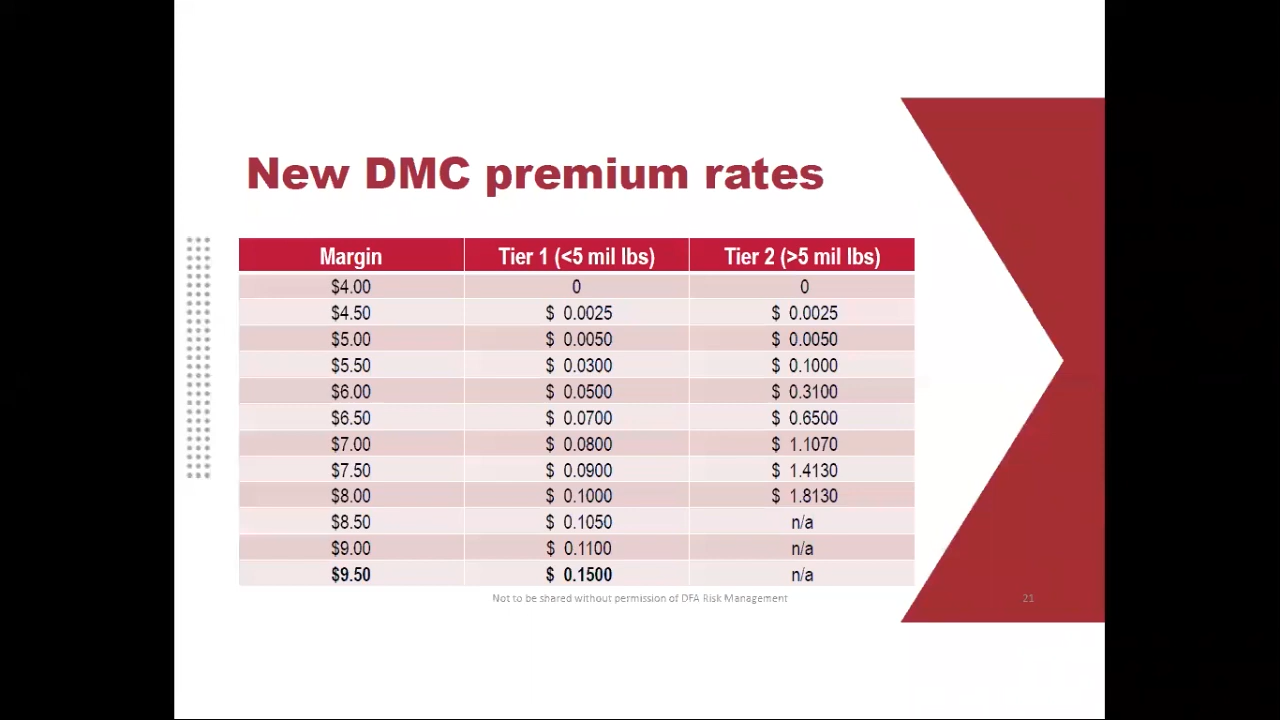 New DMC premium rates
Margin Tier 1 (<5 mil lbs) Tier 2 (>5 mil lbs)
$4.00 0 0
$4.50 $ 0.0025 $ 0.0025
$5.00 $ 0.0050 $ 0.0050
$5.50 $ 0.0300 $ 0.1000
$6.00 $ 0.0500 $ 0.3100
$6.50 $ 0.0700 $ 0.6500
$7.00 $ 0.0800 $ 1.1070
$7.50 $ 0.0900 $ 1.4130
$8.00 $ 0.1000 $ 1.8130
$8.50 $ 0.1050 n/a
$9.00 $ 0.1100 n/a
$9.50 $ 0.1500 n/a
Not to be shared without permission of DFA Risk Management 21